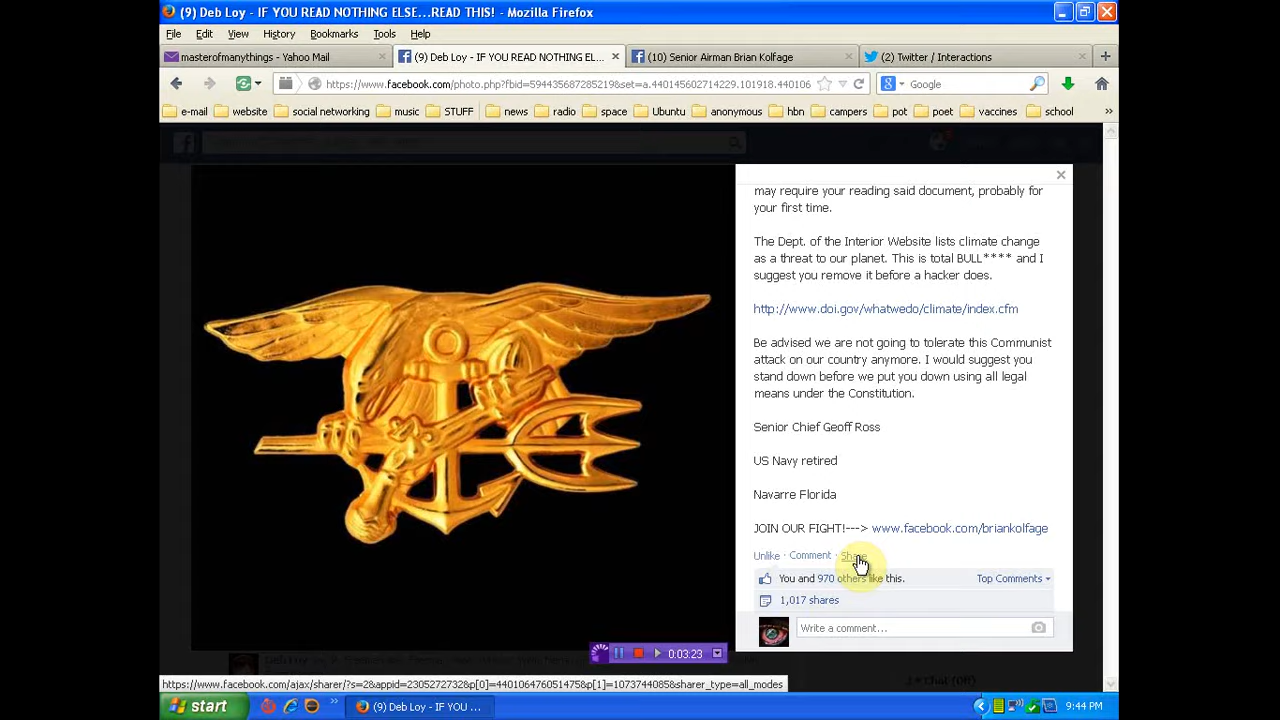 (9) Deb Loy - IF YOU READ NOTHING ELSE...READ THIS! - Mozilla Firefox
File Edit View History Bookmarks Tools Help
masterofmanythings - Yahoo Mail
(9) Deb Loy - IF YOU READ NOTHING ELSE...
(10) Senior Airman Brian Kolfage
(2) Twitter / Interactions
https://www.facebook.com/photo.php?fbid=594435687285219&set=a.440145602714229.101918.440106
Google
e-mail website social networking music STUFF news radio space Ubuntu anonymous hbn campers pot poet vaccines school
may require your reading said document, probably for
your first time.
The Dept. of the Interior Website lists climate change
as a threat to our planet. This is total BULL**** and I
suggest you remove it before a hacker does.
http://www.doi.gov/whatwedo/climate/index.cfm
Be advised we are not going to tolerate this Communist
attack on our country anymore. I would suggest you
stand down before we put you down using all legal
means under the Constitution.
Senior Chief Geoff Ross
US Navy retired
Navarre Florida
JOIN OUR FIGHT!---> www.facebook.com/briankolfage
Unlike · Comment · Share
You and 970 others like this.
Top Comments
1,017 shares
Write a comment...
0:03:23
https://www.facebook.com/ajax/sharer/?s=2&appid=2305272732&p[0]=440106476051475&p[1]=1073744085&sharer_type=all_modes
start
(9) Deb Loy - IF YOU ...
9:44 PM